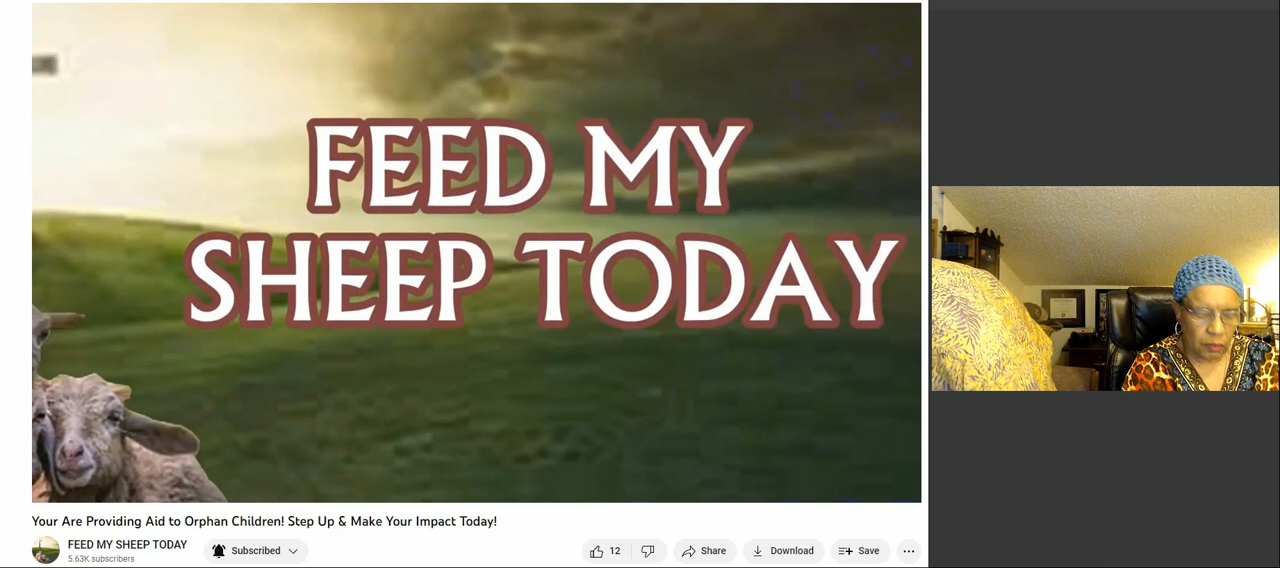 FEED MY
SHEEP TODAY
Your Are Providing Aid to Orphan Children! Step Up & Make Your Impact Today!
FEED MY SHEEP TODAY
5.63K subscribers
Subscribed
12
Share
Download
Save